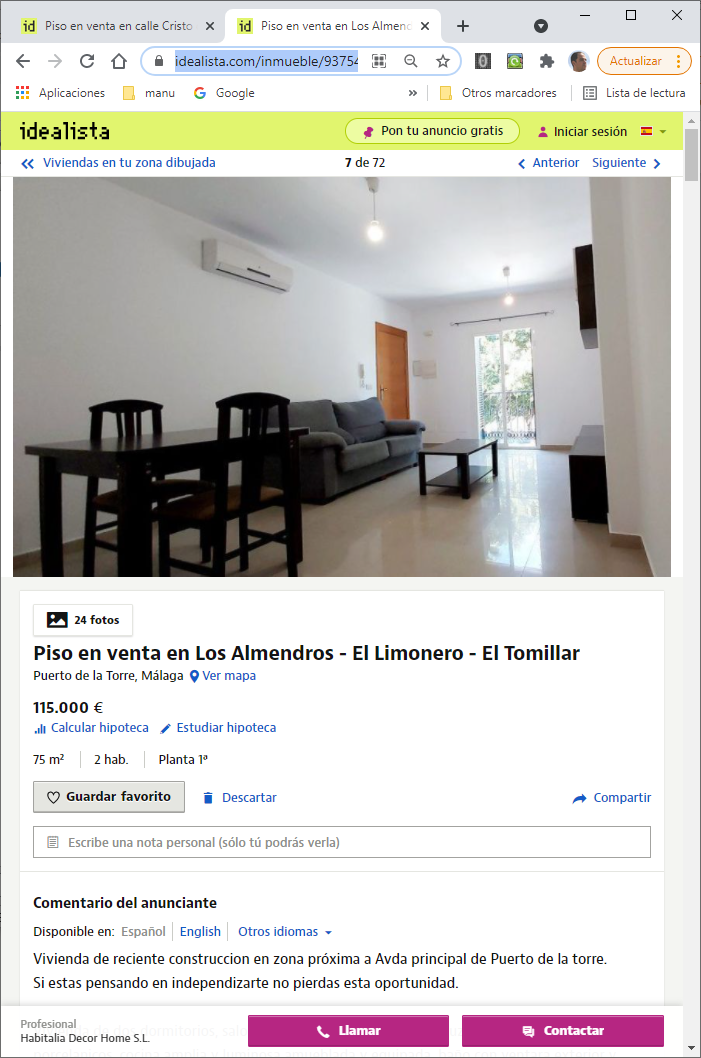 Piso en venta en calle Cristo
Piso en venta en Los Almend
idealista.com/inmueble/93754
Actualizar
Aplicaciones
manu
Google
»
Otros marcadores
Lista de lectura
idealista
Pon tu anuncio gratis
Iniciar sesión
Viviendas en tu zona dibujada
7 de 72
Anterior
Siguiente
24 fotos
Piso en venta en Los Almendros - El Limonero - El Tomillar
Puerto de la Torre, Málaga
Ver mapa
115.000 €
Calcular hipoteca
Estudiar hipoteca
75 m²
2 hab.
Planta 1ª
Guardar favorito
Descartar
Compartir
Escribe una nota personal (sólo tú podrás verla)
Comentario del anunciante
Disponible en: Español
English
Otros idiomas
Vivienda de reciente construccion en zona próxima a Avda principal de Puerto de la torre.
Si estas pensando en independizarte no pierdas esta oportunidad.
Profesional
Habitalia Decor Home S.L.
Llamar
Contactar